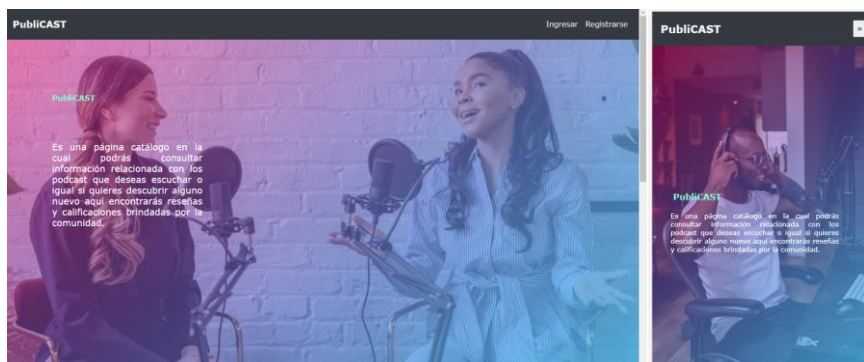 PubliCAST
Ingresar Registrarse
PubliCAST
Es una página catálogo en la
cual podrás consultar
información relacionada con los
podcast que deseas escuchar o
igual si quieres descubrir alguno
nuevo aquí encontrarás reseñas
y calificaciones brindadas por la
comunidad.
PubliCAST
PubliCAST
Es una página catálogo en la cual podrás
consultar información relacionada con los
podcast que deseas escuchar o igual si quieres
descubrir alguno nuevo aquí encontrarás reseñas
y calificaciones brindadas por la comunidad.